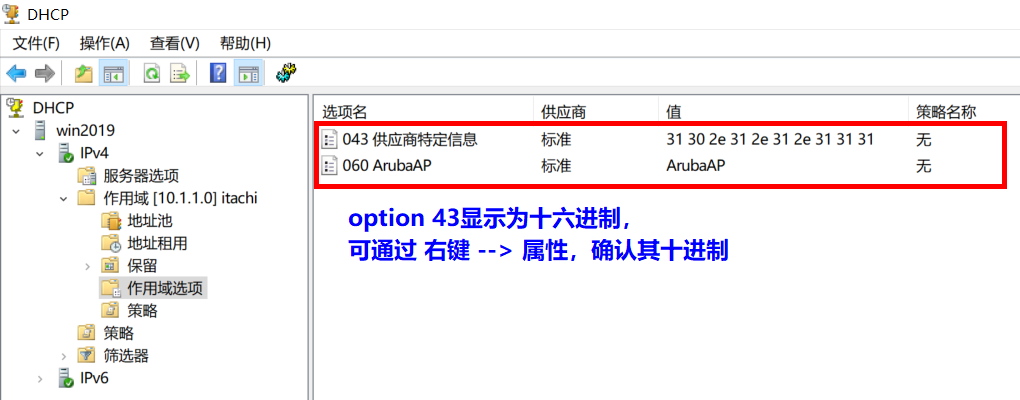 DHCP
文件(F) 操作(A) 查看(V) 帮助(H)
DHCP
win2019
IPv4
服务器选项
作用域 [10.1.1.0] itachi
地址池
地址租用
保留
作用域选项
策略
策略
筛选器
IPv6
选项名 供应商 值 策略名称
043 供应商特定信息 标准 31 30 2e 31 2e 31 2e 31 31 31 无
060 ArubaAP 标准 ArubaAP 无
option 43显示为十六进制，
可通过 右键 --> 属性，确认其十进制